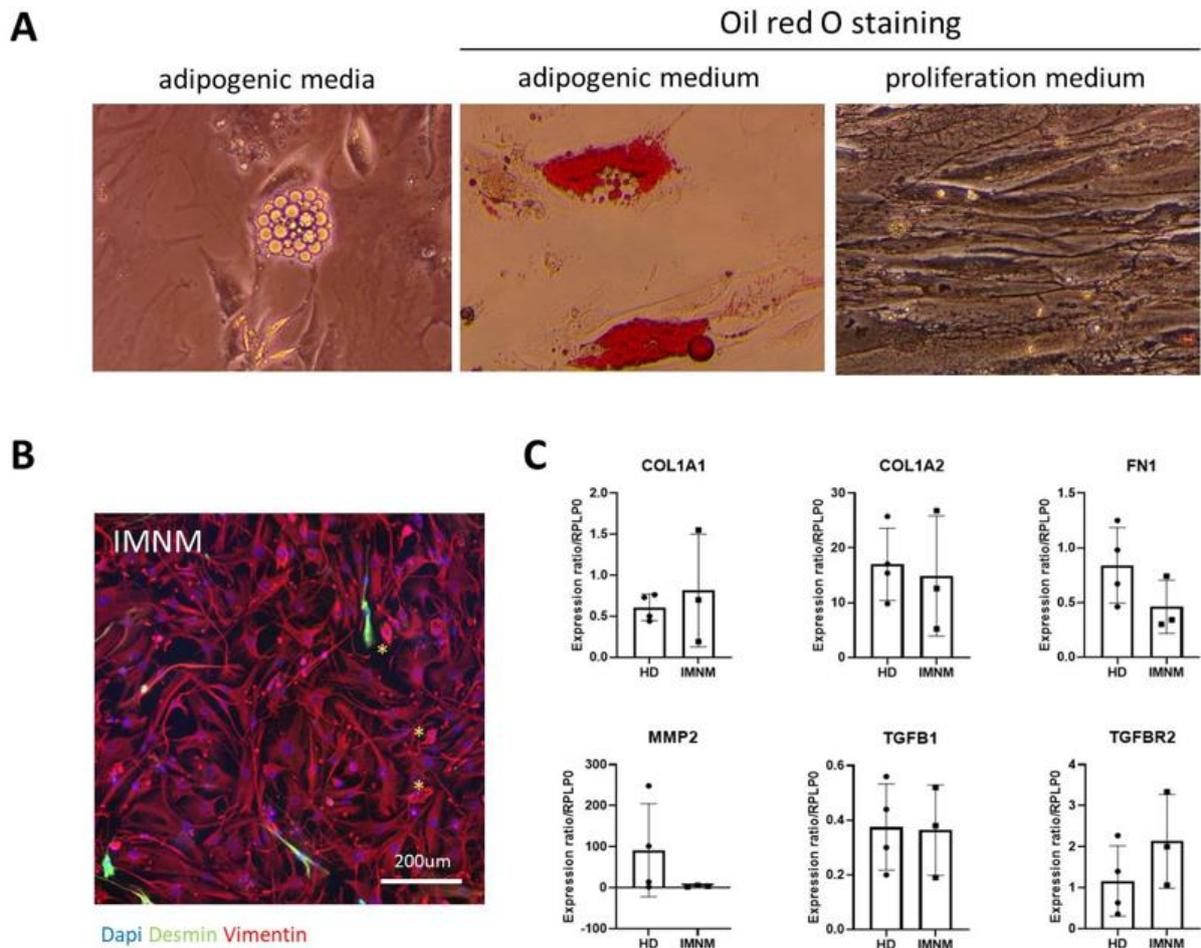 A
Oil red O staining
adipogenic media
adipogenic medium
proliferation medium
B
IMNM
*
*
*
200um
Dapi Desmin Vimentin
C
COL1A1
Expression ratio/RPLP0
2.0
1.5
1.0
0.5
0.0
HD IMNM
COL1A2
Expression ratio/RPLP0
30
20
10
0
HD IMNM
FN1
Expression ratio/RPLP0
1.5
1.0
0.5
0.0
HD IMNM
MMP2
Expression ratio/RPLP0
300
200
100
0
-100
HD IMNM
TGFB1
Expression ratio/RPLP0
0.6
0.4
0.2
0.0
HD IMNM
TGFBR2
Expression ratio/RPLP0
4
3
2
1
0
HD IMNM